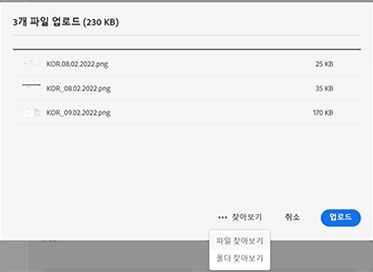 3개 파일 업로드 (230 KB)
KOR.08.02.2022.png 25 KB
KOR_08.02.2022.png 35 KB
KOR_09.02.2022.png 170 KB
••• 찾아보기 취소 업로드
파일 찾아보기
폴더 찾아보기